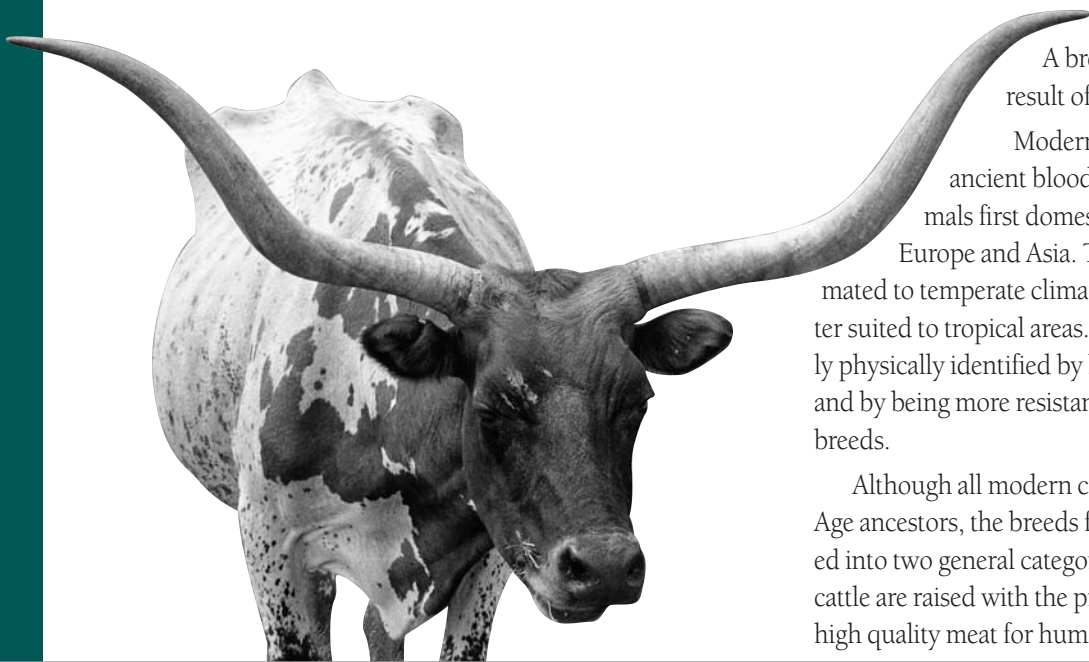 A
result of
Modern
ancient blood
mals first domes
Europe and Asia.
mated to temperate clima
ter suited to tropical areas.
ly physically identified by
and by being more resistan
breeds.
Although all modern c
Age ancestors, the breeds f
ed into two general catego
cattle are raised with the p
high quality meat for hum